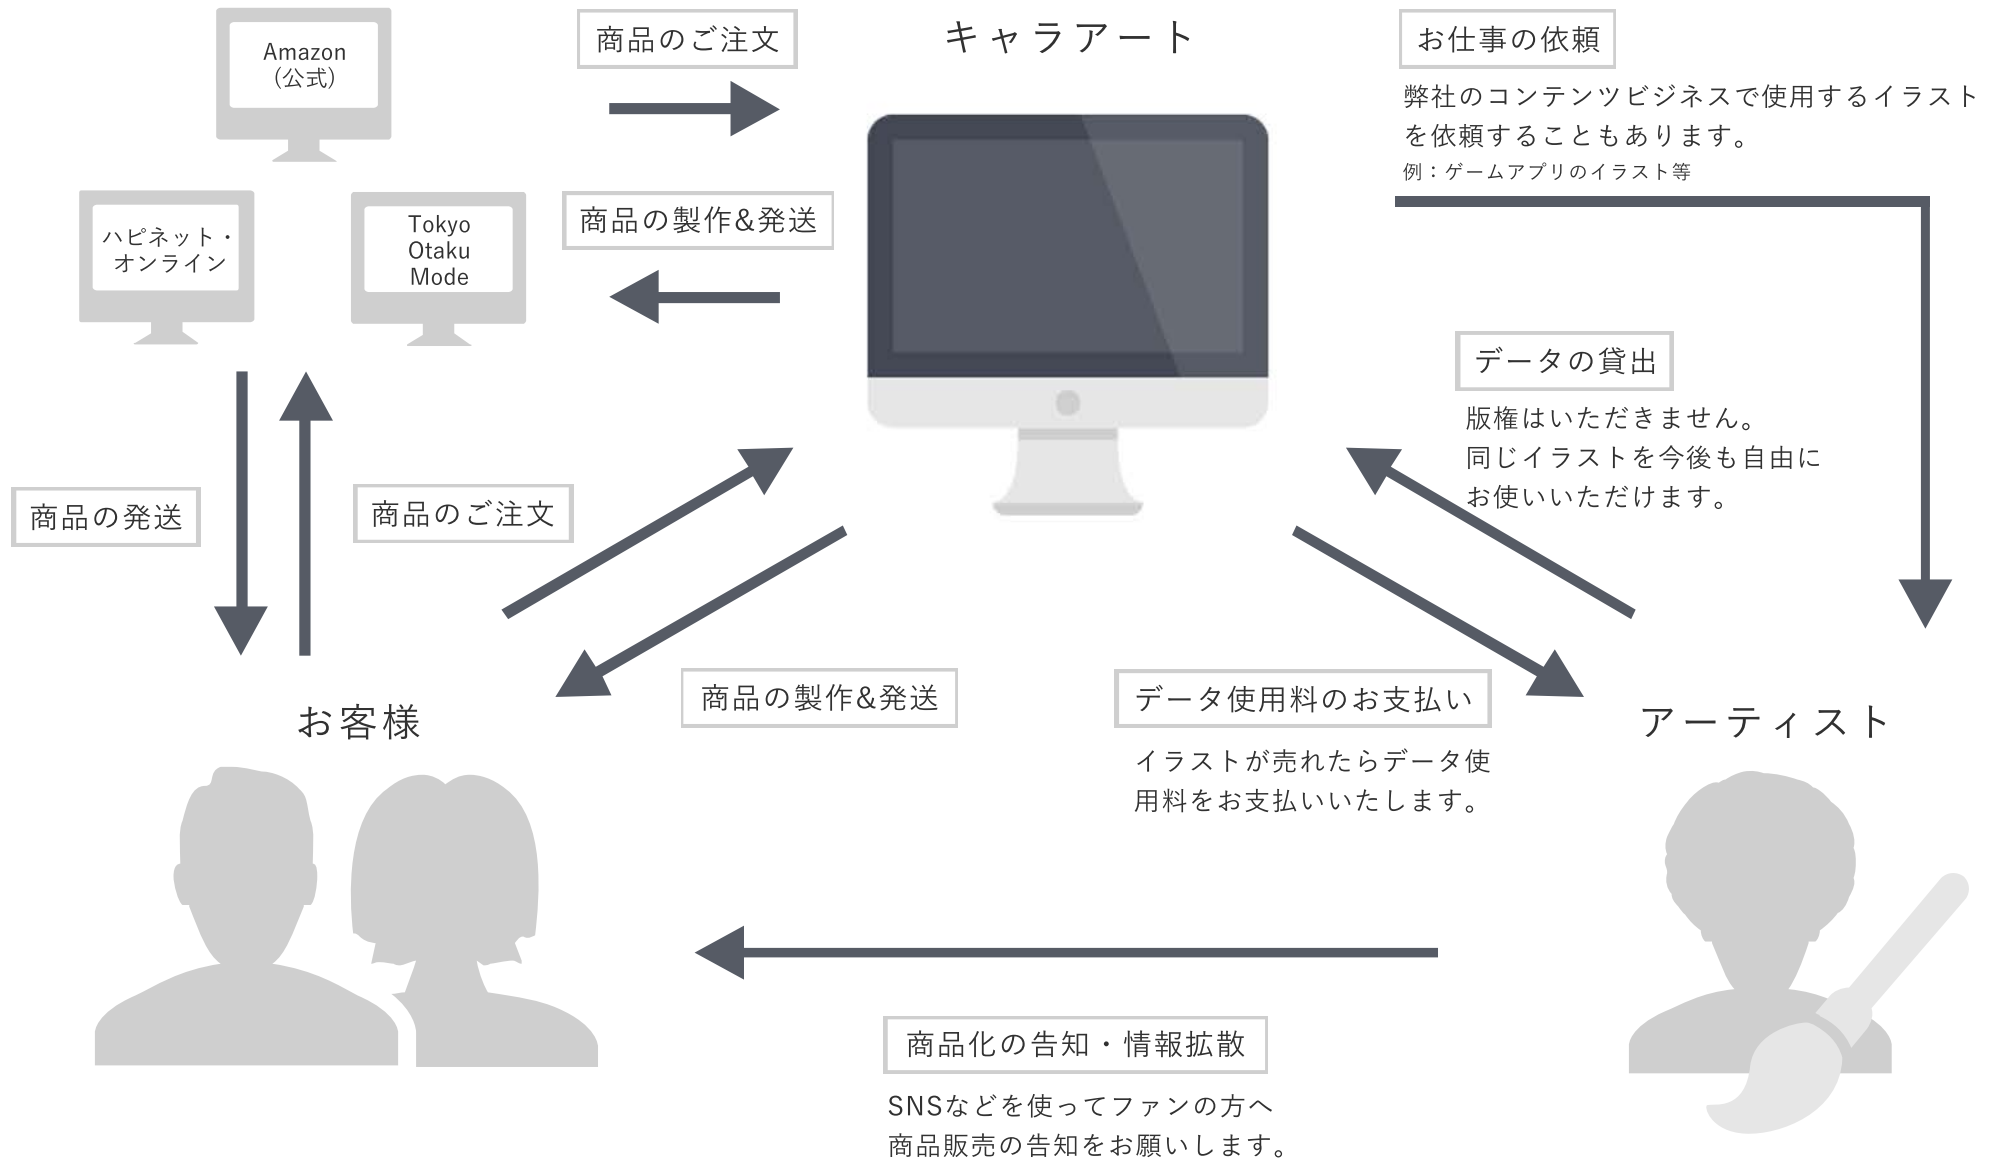 Amazon
（公式）
ハピネット・
オンライン
Tokyo
Otaku
Mode
商品のご注文
商品の製作&発送
キャラアート
お仕事の依頼
弊社のコンテンツビジネスで使用するイラスト
を依頼することもあります。
例：ゲームアプリのイラスト等
データの貸出
版権はいただきません。
同じイラストを今後も自由に
お使いいただけます。
商品の発送
商品のご注文
商品の製作&発送
データ使用料のお支払い
イラストが売れたらデータ使
用料をお支払いいたします。
お客様
アーティスト
商品化の告知・情報拡散
SNSなどを使ってファンの方へ
商品販売の告知をお願いします。